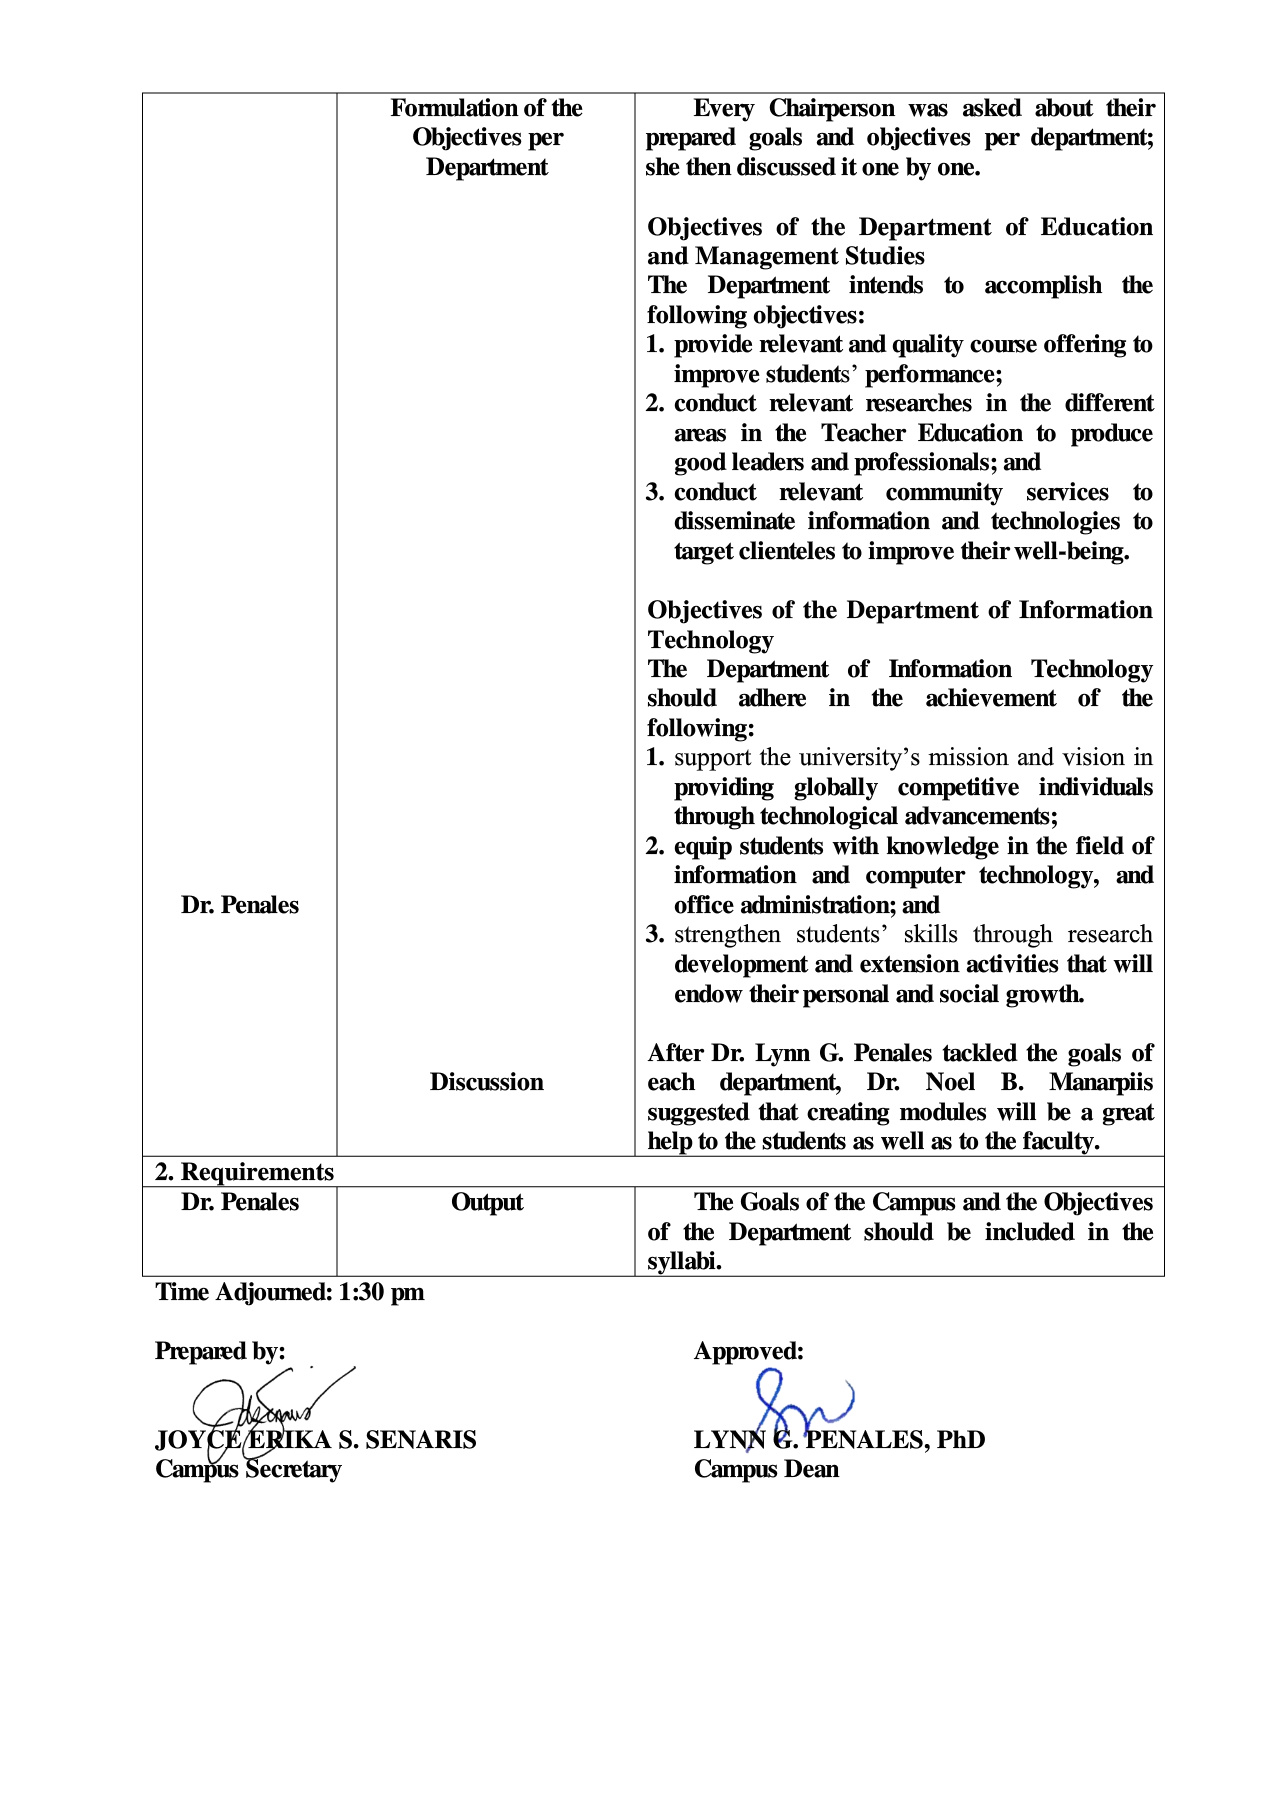 Formulation of the
Objectives per
Department
Every Chairperson was asked about their
prepared goals and objectives per department;
she then discussed it one by one.
Objectives of the Department of Education
and Management Studies
The Department intends to accomplish the
following objectives:
1. provide relevant and quality course offering to
improve students’ performance;
2. conduct relevant researches in the different
areas in the Teacher Education to produce
good leaders and professionals; and
3. conduct relevant community services to
disseminate information and technologies to
target clienteles to improve their well-being.
Objectives of the Department of Information
Technology
The Department of Information Technology
should adhere in the achievement of the
following:
1. support the university’s mission and vision in
providing globally competitive individuals
through technological advancements;
2. equip students with knowledge in the field of
information and computer technology, and
office administration; and
3. strengthen students’ skills through research
development and extension activities that will
endow their personal and social growth.
Dr. Penales
Discussion
After Dr. Lynn G. Penales tackled the goals of
each department, Dr. Noel B. Manarpiis
suggested that creating modules will be a great
help to the students as well as to the faculty.
2. Requirements
Dr. Penales
Output
The Goals of the Campus and the Objectives
of the Department should be included in the
syllabi.
Time Adjourned: 1:30 pm
Prepared by:
Approved:
JOYCE ERIKA S. SENARIS
LYNN G. PENALES, PhD
Campus Secretary
Campus Dean